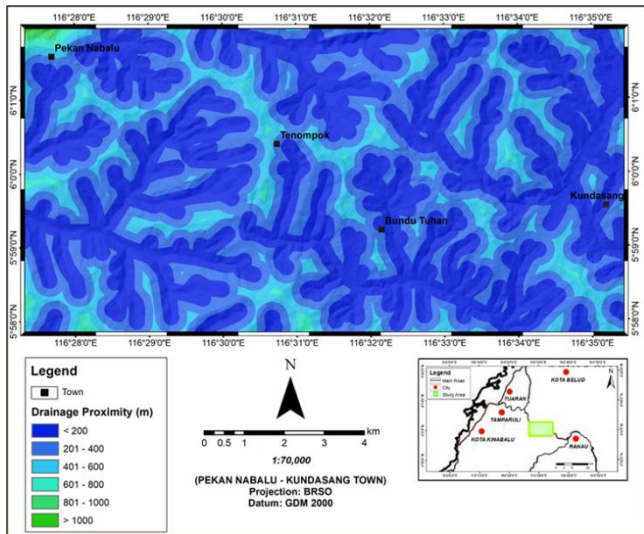 Pekan Nabalu
Tenompok
Kundasang
Bundu Tuhan
6°1'0"N
6°0'0"N
5°59'0"N
5°58'0"N
6°1'0"N
6°0'0"N
5°59'0"N
5°58'0"N
116°28'0"E
116°29'0"E
116°30'0"E
116°31'0"E
116°32'0"E
116°33'0"E
116°34'0"E
116°35'0"E
116°28'0"E
116°29'0"E
116°30'0"E
116°31'0"E
116°32'0"E
116°33'0"E
116°34'0"E
116°35'0"E
Legend
Town
Drainage Proximity (m)
< 200
201 - 400
401 - 600
601 - 800
801 - 1000
> 1000
N
km
0 0.5 1 2 3 4
1:70,000
(PEKAN NABALU - KUNDASANG TOWN)
Projection: BRSO
Datum: GDM 2000
Legend
Main Road
City
Study Area
N
KOTA BELUD
TUARAN
TAMPARULI
KOTA KINABALU
RANAU